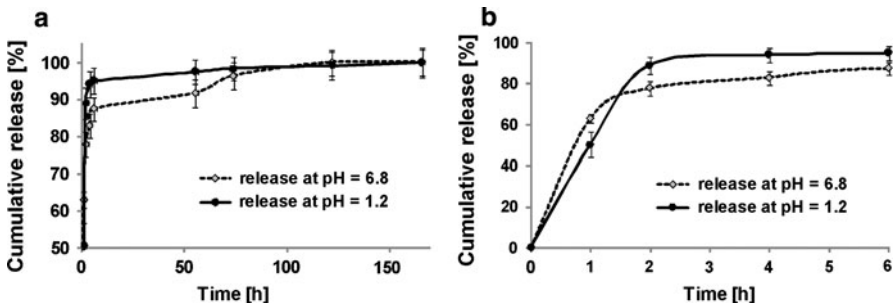 a
Cumulative release [%]
110
100
90
80
70
60
50
0
50
100
150
Time [h]
release at pH = 6.8
release at pH = 1.2
b
Cumulative release [%]
100
80
60
40
20
0
0
1
2
3
4
5
6
Time [h]
release at pH = 6.8
release at pH = 1.2